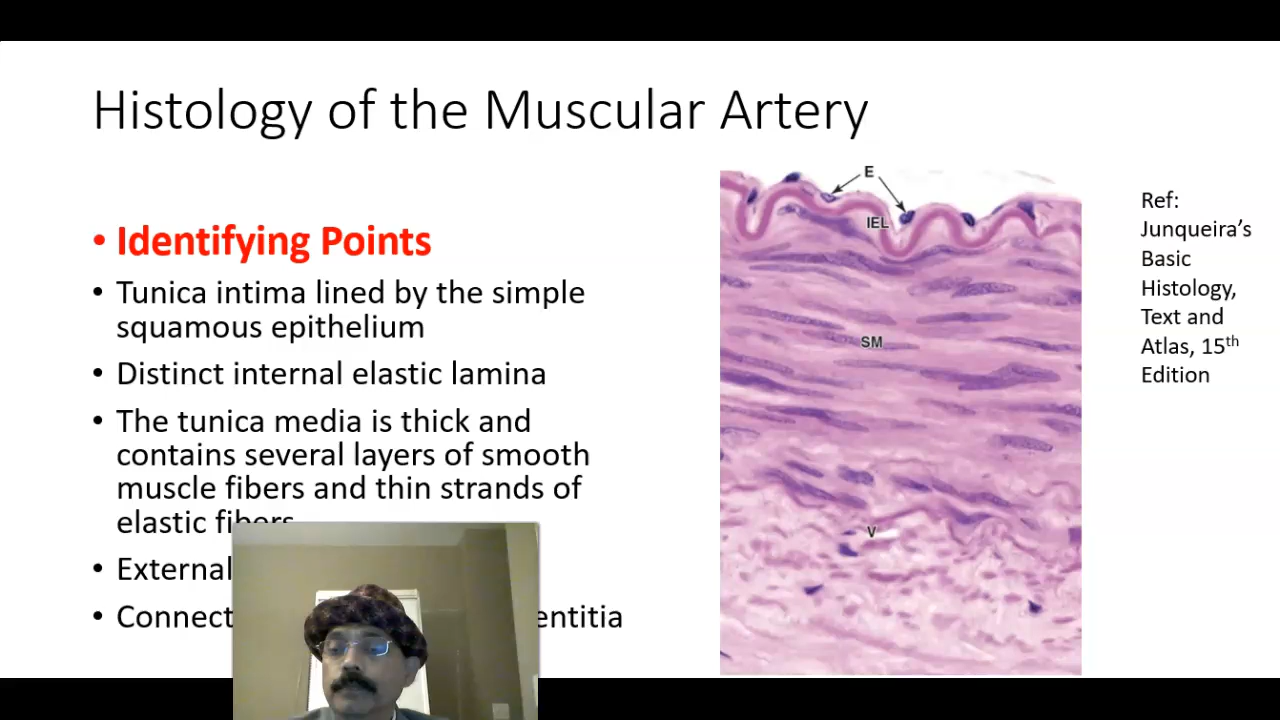 Histology of the Muscular Artery
• Identifying Points
• Tunica intima lined by the simple
squamous epithelium
• Distinct internal elastic lamina
• The tunica media is thick and
contains several layers of smooth
muscle fibers and thin strands of
elastic fibers
• External
E
IEL
SM
V
Ref:
Junqueira’s
Basic
Histology,
Text and
Atlas, 15th
Edition